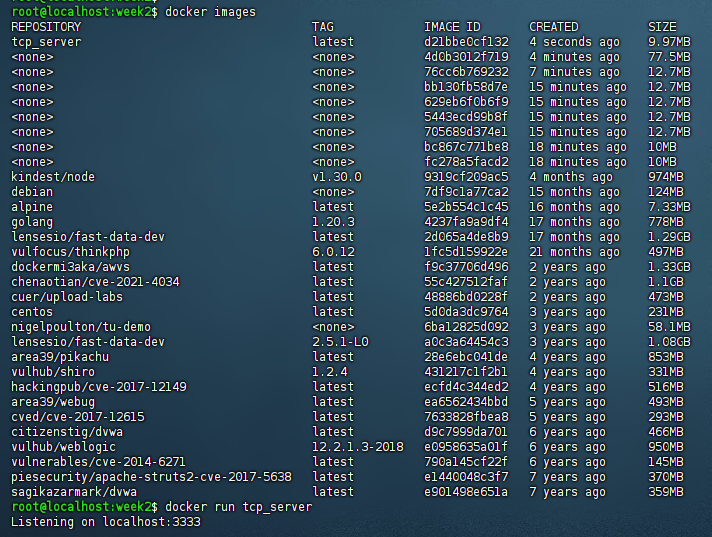 root@localhost:week2$ docker images
REPOSITORY TAG IMAGE ID CREATED SIZE
tcp_server latest d21bbe0cf132 4 seconds ago 9.97MB
<none> <none> 4d0b3012f719 4 minutes ago 77.5MB
<none> <none> 76cc6b769232 7 minutes ago 12.7MB
<none> <none> bb130fb58d7e 15 minutes ago 12.7MB
<none> <none> 629eb6f0b6f9 15 minutes ago 12.7MB
<none> <none> 5443ecd99b8f 15 minutes ago 12.7MB
<none> <none> 705689d374e1 15 minutes ago 12.7MB
<none> <none> bc867c771be8 18 minutes ago 10MB
<none> <none> fc278a5facd2 18 minutes ago 10MB
kindest/node v1.30.0 9319cf209ac5 4 months ago 974MB
debian <none> 7df9c1a77ca2 15 months ago 124MB
alpine latest 5e2b554c1c45 16 months ago 7.33MB
golang 1.20.3 4237fa9a9df4 17 months ago 778MB
lensesio/fast-data-dev latest 2d065a4de8b9 17 months ago 1.29GB
vulfocus/thinkphp 6.0.12 1fc5d159922e 21 months ago 497MB
dockermi3aka/awvs latest f9c37706d496 2 years ago 1.33GB
chenaotian/cve-2021-4034 latest 55c427512faf 2 years ago 1.1GB
cuer/upload-labs latest 48886bd0228f 2 years ago 473MB
centos latest 5d0da3dc9764 3 years ago 231MB
nigelpoulton/tu-demo <none> 6ba12825d092 3 years ago 58.1MB
lensesio/fast-data-dev 2.5.1-L0 a0c3a64454c3 3 years ago 1.08GB
area39/pikachu latest 28e6ebc041de 4 years ago 853MB
vulhub/shiro 1.2.4 431217c1f2b1 4 years ago 331MB
hackingpub/cve-2017-12149 latest ecfd4c344ed2 4 years ago 516MB
area39/webug latest ea6562434bbd 5 years ago 493MB
cved/cve-2017-12615 latest 7633828fbea8 5 years ago 293MB
citizenstig/dvwa latest d9c7999da701 6 years ago 466MB
vulhub/weblogic 12.2.1.3-2018 e0958635a01f 6 years ago 950MB
vulnerables/cve-2014-6271 latest 790a145cf22f 6 years ago 145MB
piesecurity/apache-struts2-cve-2017-5638 latest e1440048c3f7 7 years ago 370MB
sagikazarmark/dvwa latest e901498e651a 7 years ago 359MB
root@localhost:week2$ docker run tcp_server
Listening on localhost:3333